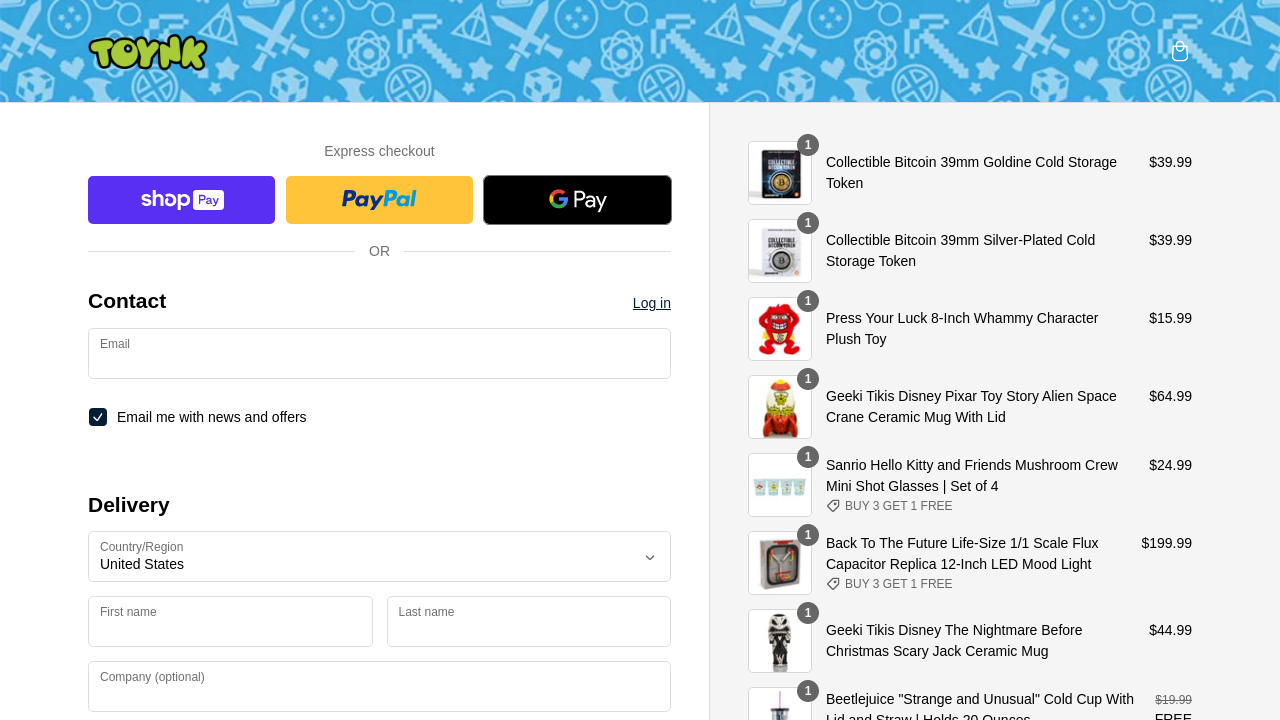 TOYNK
Express checkout
shop Pay
PayPal
G Pay
OR
Contact
Log in
Email
Email me with news and offers
Delivery
Country/Region
United States
First name
Last name
Company (optional)
1
Collectible Bitcoin 39mm Goldine Cold Storage
Token
$39.99
1
Collectible Bitcoin 39mm Silver-Plated Cold
Storage Token
$39.99
1
Press Your Luck 8-Inch Whammy Character
Plush Toy
$15.99
1
Geeki Tikis Disney Pixar Toy Story Alien Space
Crane Ceramic Mug With Lid
$64.99
1
Sanrio Hello Kitty and Friends Mushroom Crew
Mini Shot Glasses | Set of 4
BUY 3 GET 1 FREE
$24.99
1
Back To The Future Life-Size 1/1 Scale Flux
Capacitor Replica 12-Inch LED Mood Light
BUY 3 GET 1 FREE
$199.99
1
Geeki Tikis Disney The Nightmare Before
Christmas Scary Jack Ceramic Mug
$44.99
1
Beetlejuice "Strange and Unusual" Cold Cup With
Lid and Straw | Holds 20 Ounces
$19.99
FREE